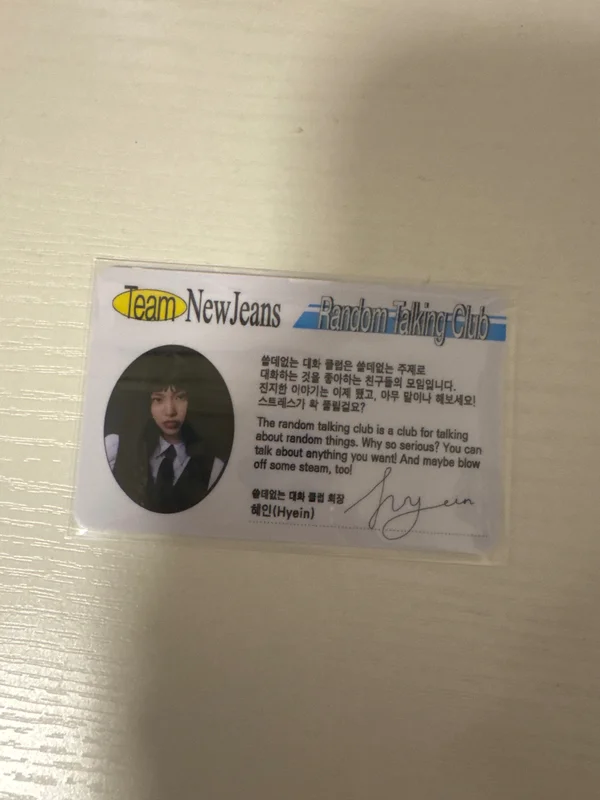 Team NewJeans
Random Talking Club
쓸데없는 대화 클럽은 쓸데없는 주제로
대화하는 것을 좋아하는 친구들의 모임입니다.
진지한 이야기는 이제 됐고, 아무 말이나 해보세요!
스트레스가 확 풀릴걸요?
The random talking club is a club for talking
about random things. Why so serious? You can
talk about anything you want! And maybe blow
off some steam, too!
쓸데없는 대화 클럽 회장
혜인(Hyein)
hyein